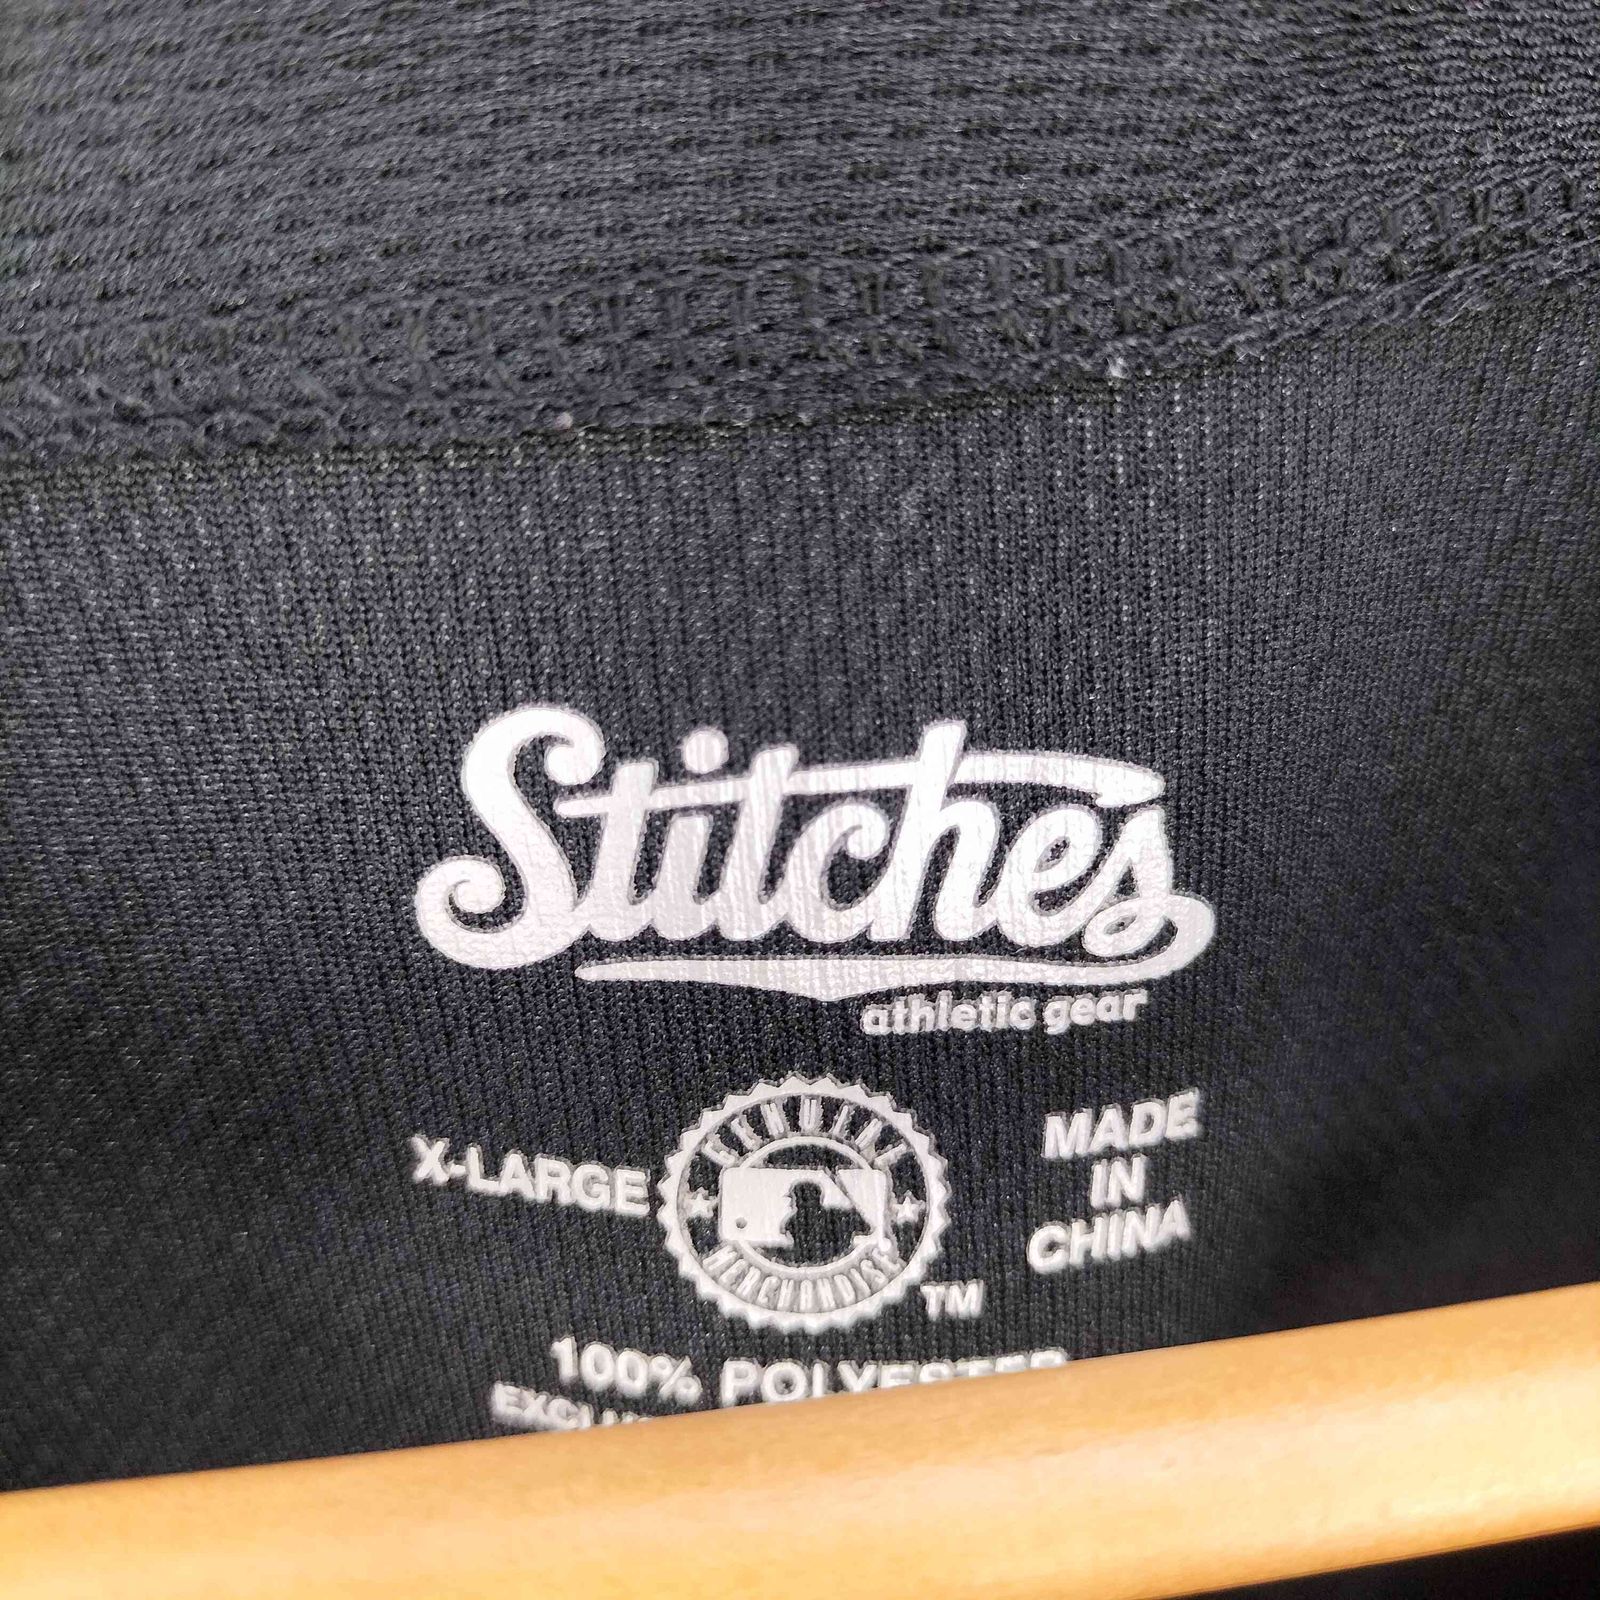 Stitches
athletic gear
X-LARGE
GENUINE
MERCHANDISE
TM
MADE
IN
CHINA
100% POLYESTER